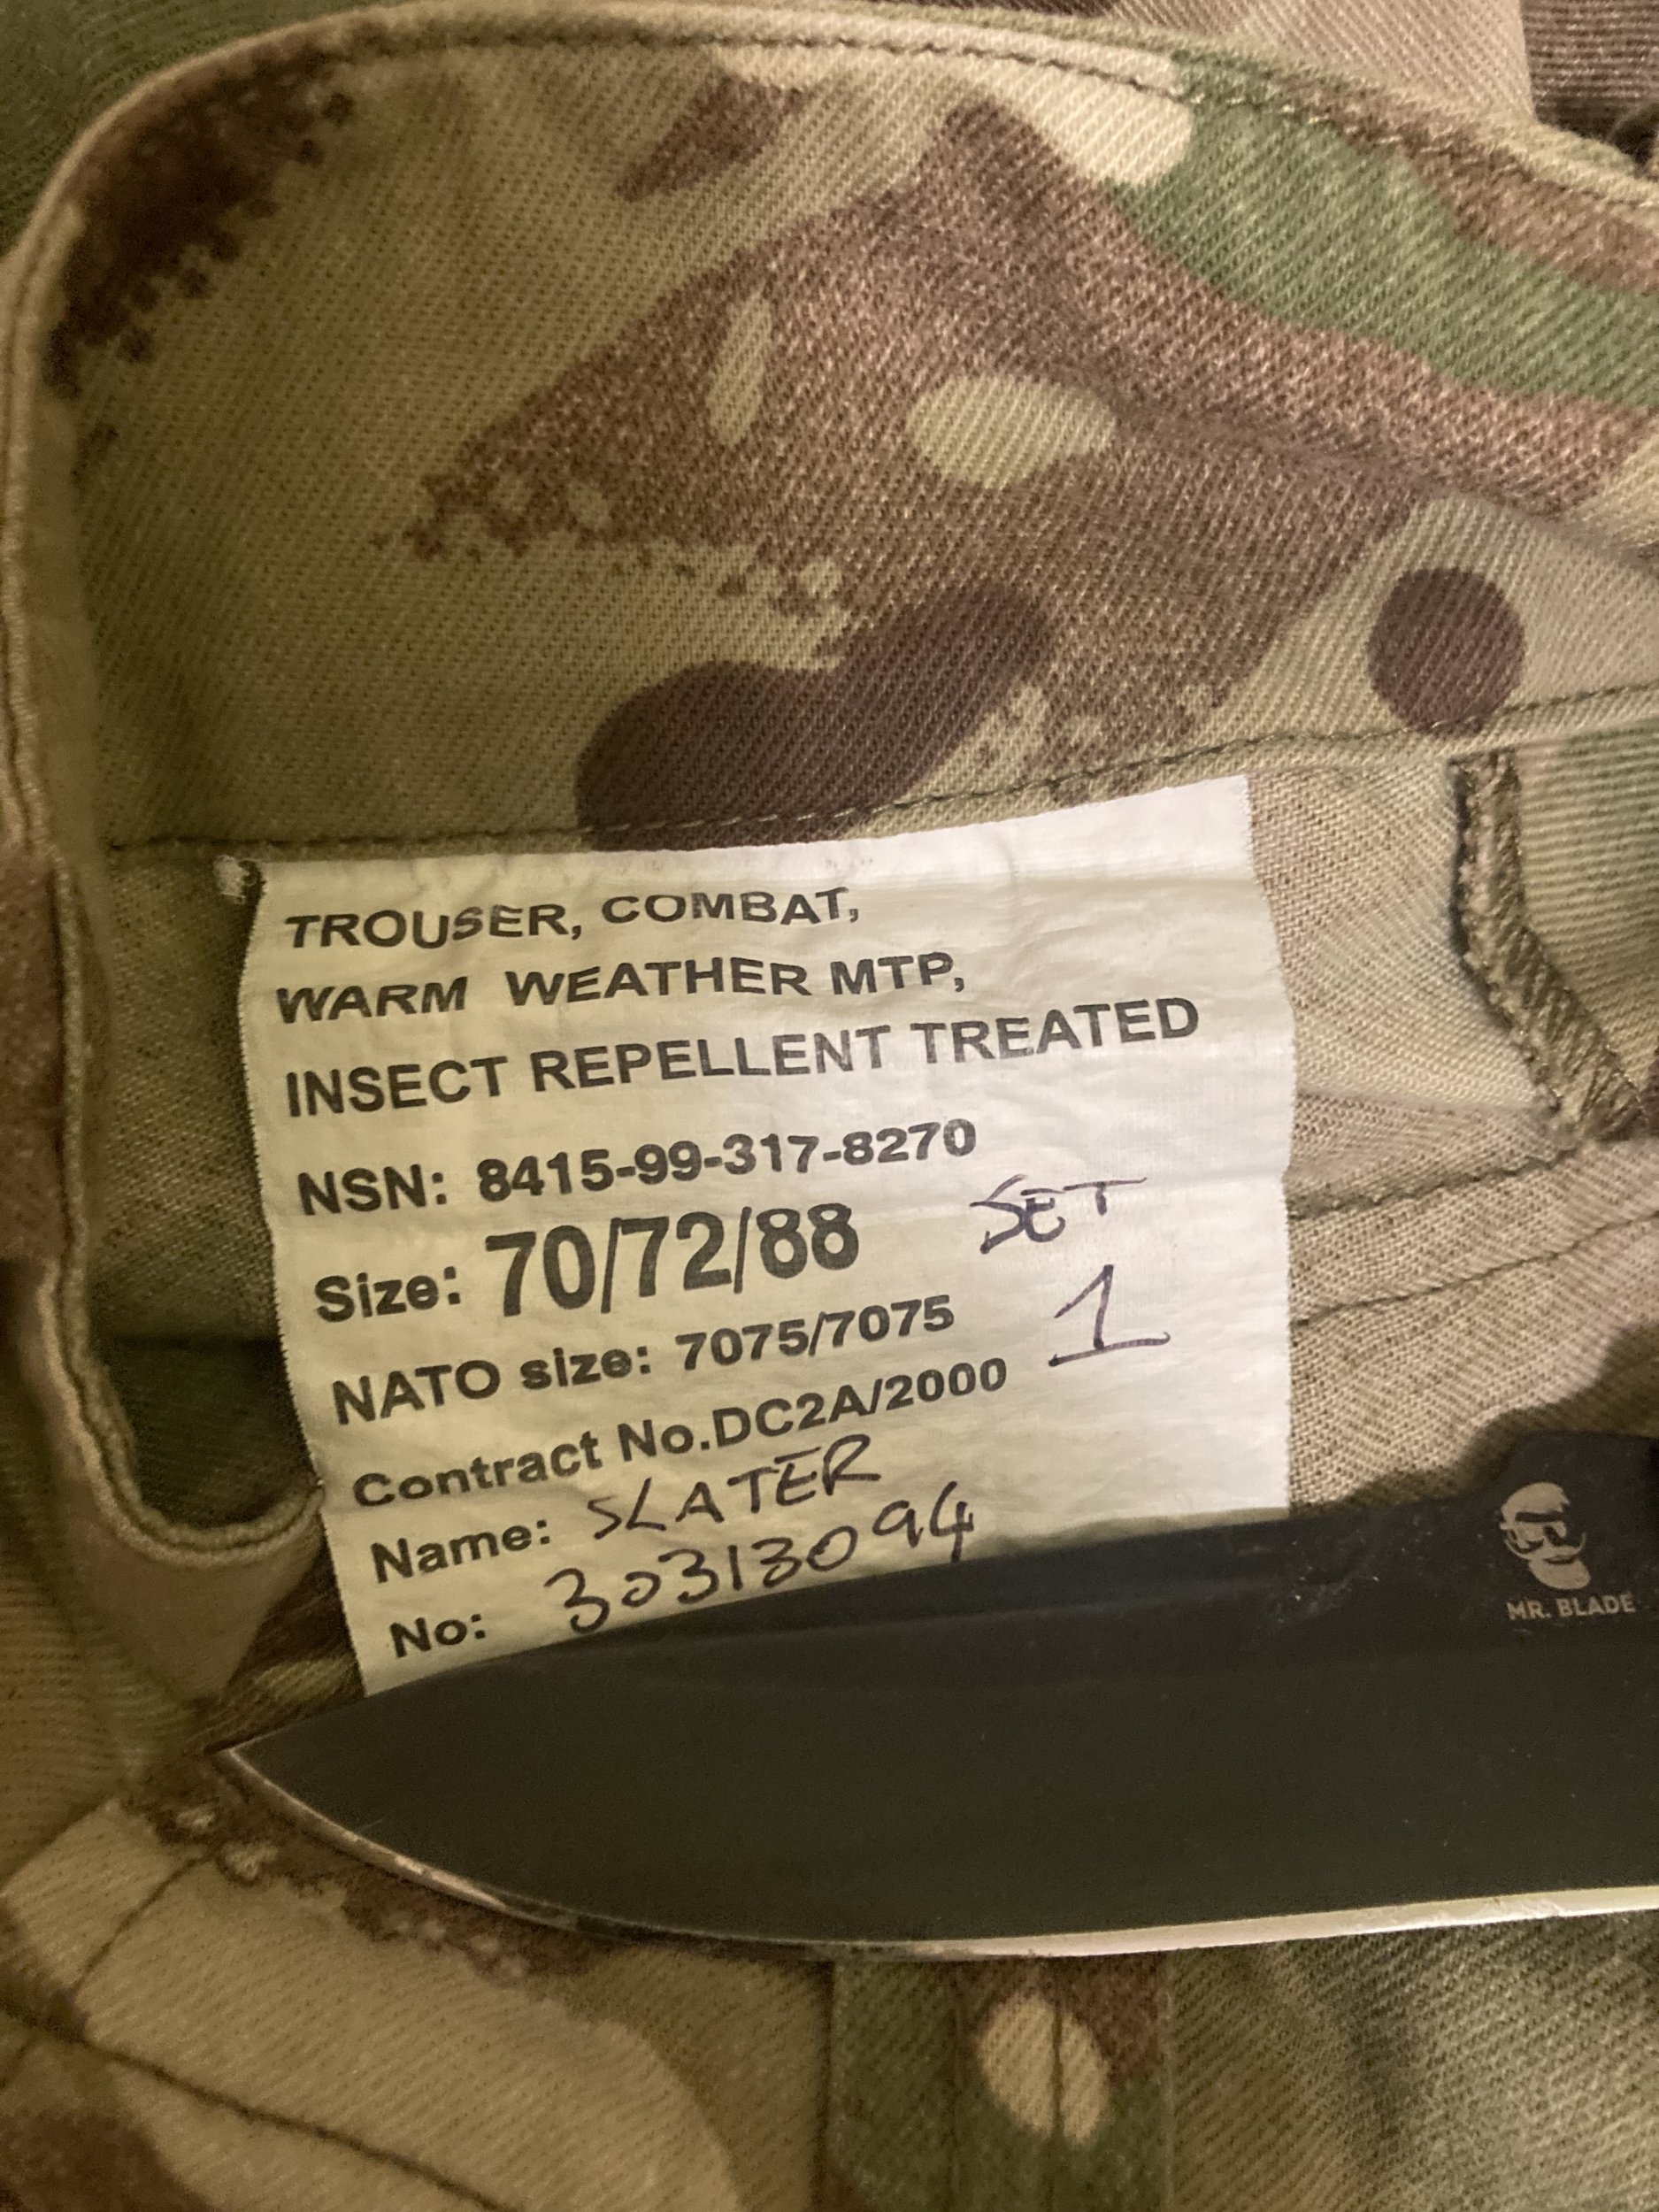 TROUSER, COMBAT,
WARM WEATHER MTP,
INSECT REPELLENT TREATED
NSN: 8415-99-317-8270
Size: 70/72/88 SET
NATO size: 7075/7075 1
Contract No.DC2A/2000
Name: SLATER
No: 30313094
MR. BLADE